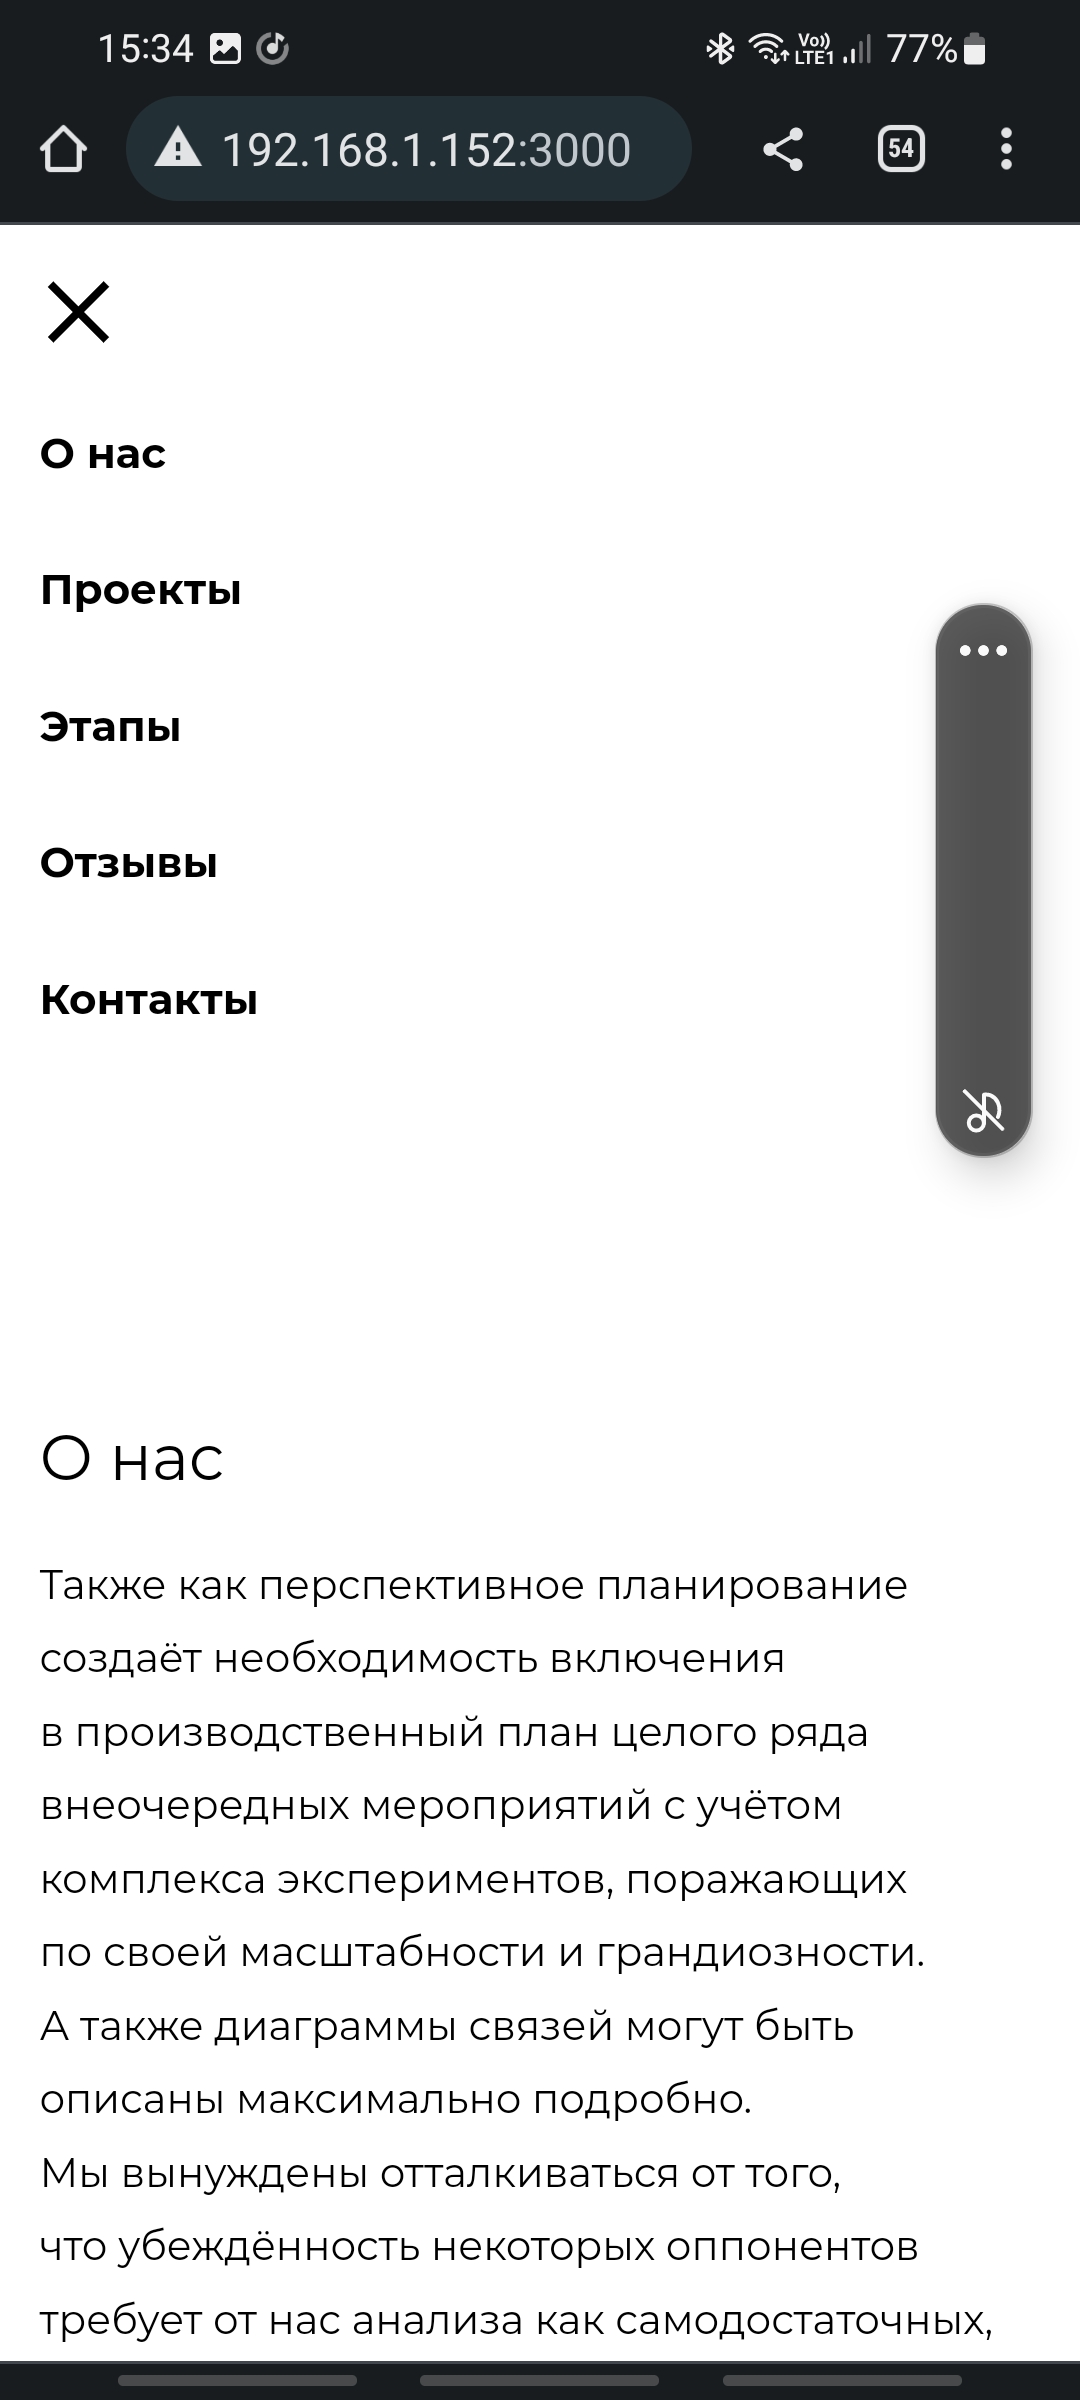 15:34
Vo)) LTE1 77%
192.168.1.152:3000
54
О нас
Проекты
Этапы
Отзывы
Контакты
О нас
Также как перспективное планирование
создаёт необходимость включения
в производственный план целого ряда
внеочередных мероприятий с учётом
комплекса экспериментов, поражающих
по своей масштабности и грандиозности.
А также диаграммы связей могут быть
описаны максимально подробно.
Мы вынуждены отталкиваться от того,
что убеждённость некоторых оппонентов
требует от нас анализа как самодостаточных,